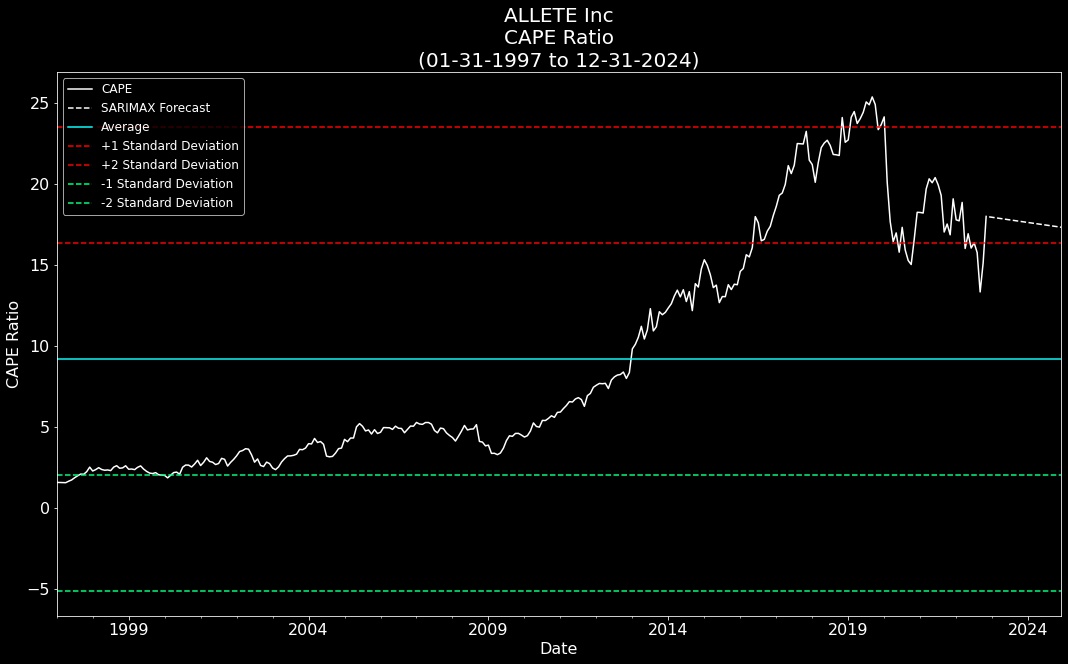 ALLETE Inc
CAPE Ratio
(01-31-1997 to 12-31-2024)
CAPE
SARIMAX Forecast
Average
+1 Standard Deviation
+2 Standard Deviation
-1 Standard Deviation
-2 Standard Deviation
25
20
15
10
5
0
−5
CAPE Ratio
1999 2004 2009 2014 2019 2024
Date